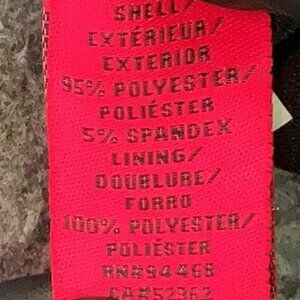 SHELL/
EXTÉRIEUR/
EXTERIOR
95% POLYESTER/
POLIÉSTER
5% SPANDEX
LINING/
DOUBLURE/
FORRO
100% POLYESTER/
POLIÉSTER
RN#94468
CA#52362